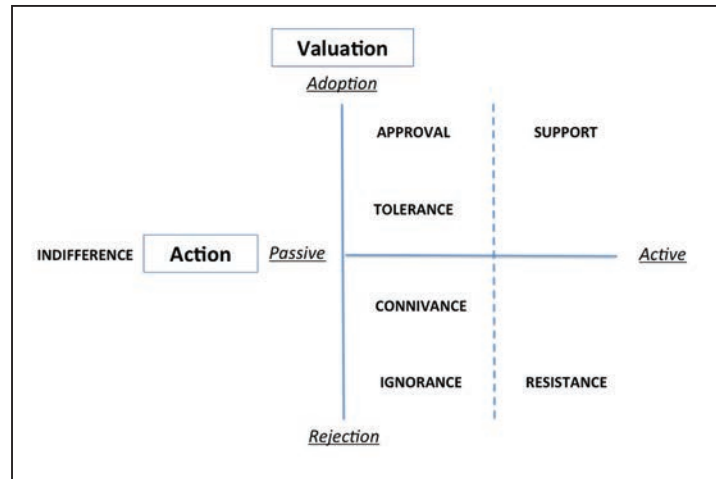 Valuation
Adoption
APPROVAL SUPPORT
TOLERANCE
INDIFFERENCE Action Passive Active
CONNIVANCE
IGNORANCE RESISTANCE
Rejection